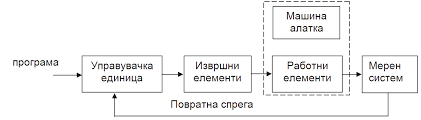 Машина
алатка
програма
Управувачка
единица
Извршни
елементи
Работни
елементи
Мерен
систем
Повратна спрега